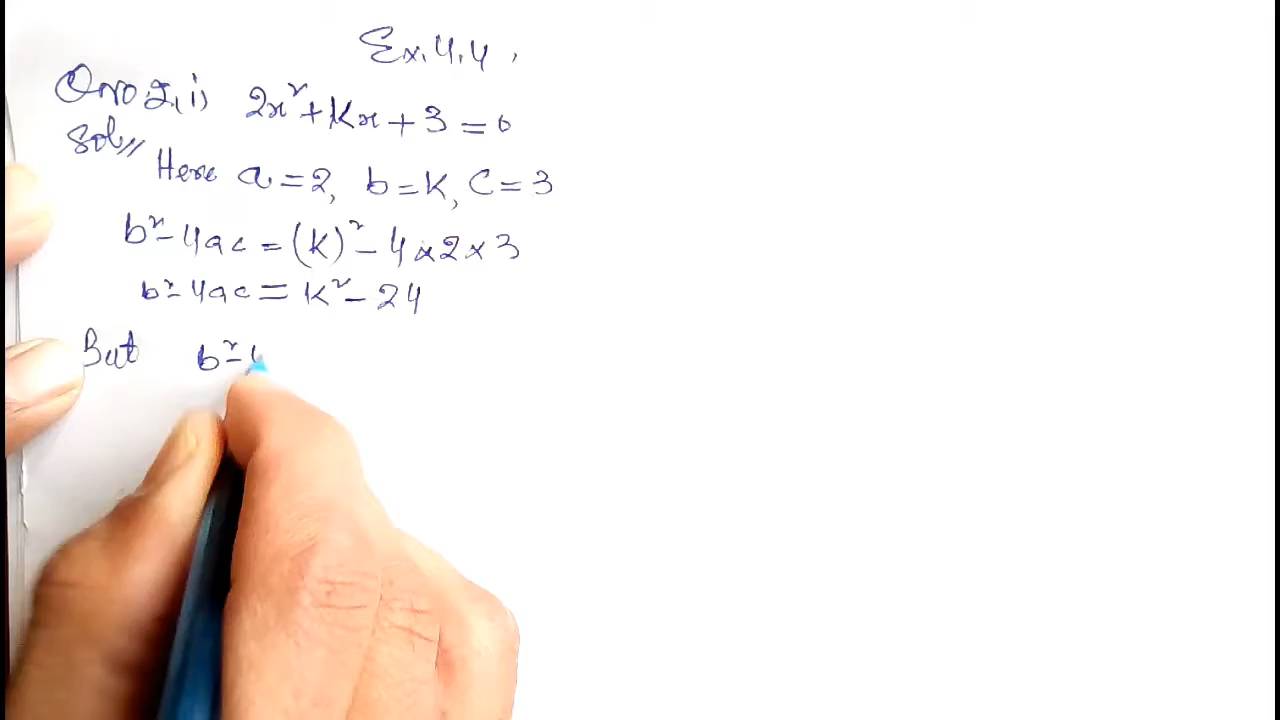 Ex. 4.4.
Q no 2. i) 2x² + kx + 3 = 0
Sol//
Here a = 2, b = K, C = 3
b² - 4ac = (k)² - 4 × 2 × 3
b² - 4ac = K² - 24
But b² - 4